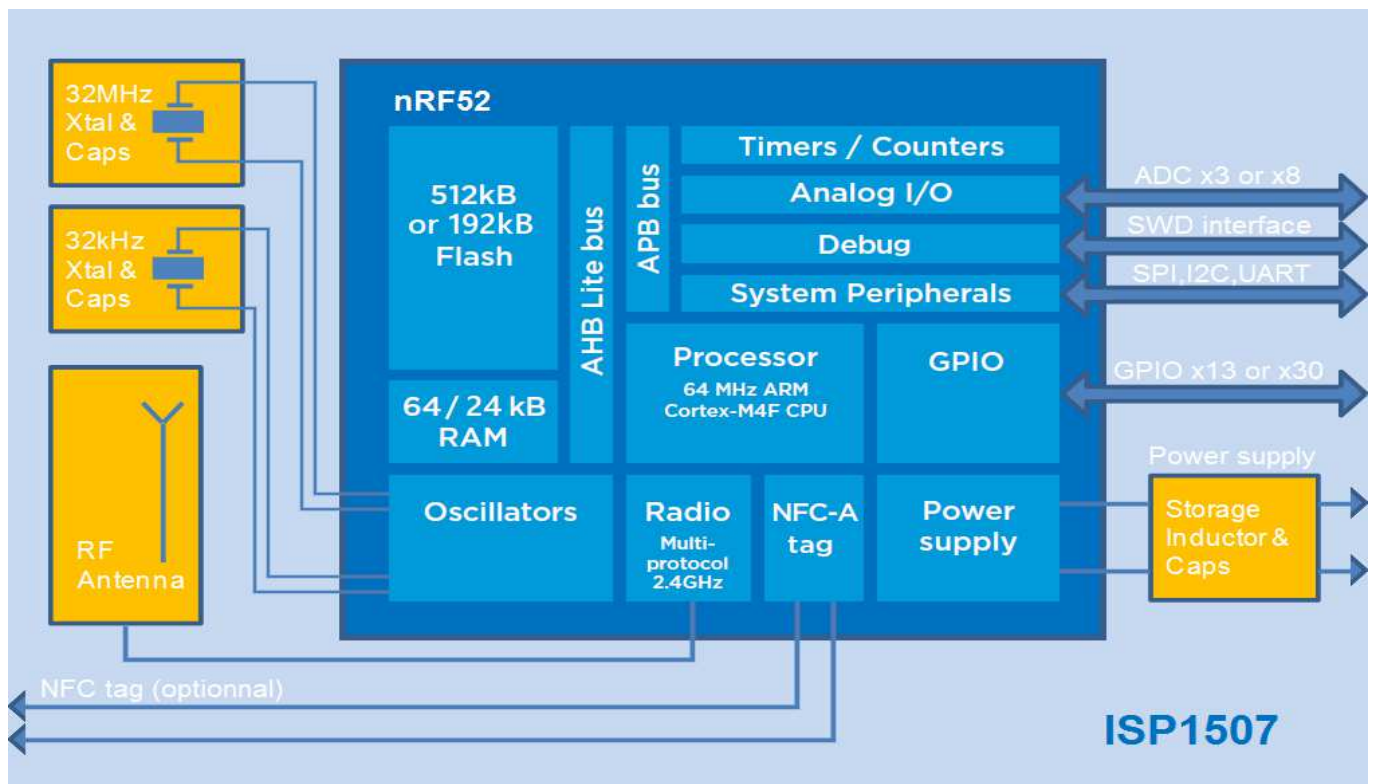 32MHz
Xtal &
Caps
32kHz
Xtal &
Caps
RF
Antenna
nRF52
512kB
or 192kB
Flash
64 / 24 kB
RAM
AHB Lite bus
APB bus
Timers / Counters
Analog I/O
Debug
System Peripherals
Processor
64 MHz ARM
Cortex-M4F CPU
GPIO
Oscillators
Radio
Multi-
protocol
2.4GHz
NFC-A
tag
Power
supply
ADC x3 or x8
SWD interface
SPI,I2C,UART
GPIO x13 or x30
Power supply
Storage
Inductor &
Caps
NFC tag (optionnal)
ISP1507